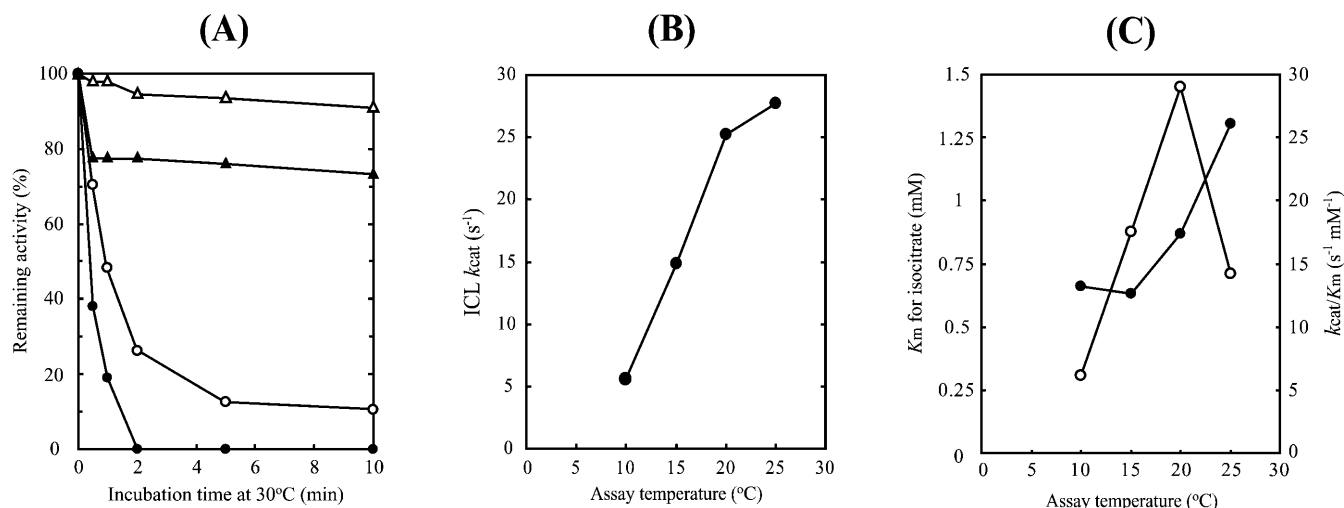 (A)
100
80
60
40
20
0
0 2 4 6 8 10
Remaining activity (%)
Incubation time at 30°C (min)
(B)
30
25
20
15
10
5
0
0 5 10 15 20 25 30
ICL kcat (s⁻¹)
Assay temperature (°C)
(C)
1.5
1.25
1
0.75
0.5
0.25
0
0 5 10 15 20 25 30
Km for isocitrate (mM)
30
25
20
15
10
5
0
kcat/Km (s⁻¹ mM⁻¹)
Assay temperature (°C)